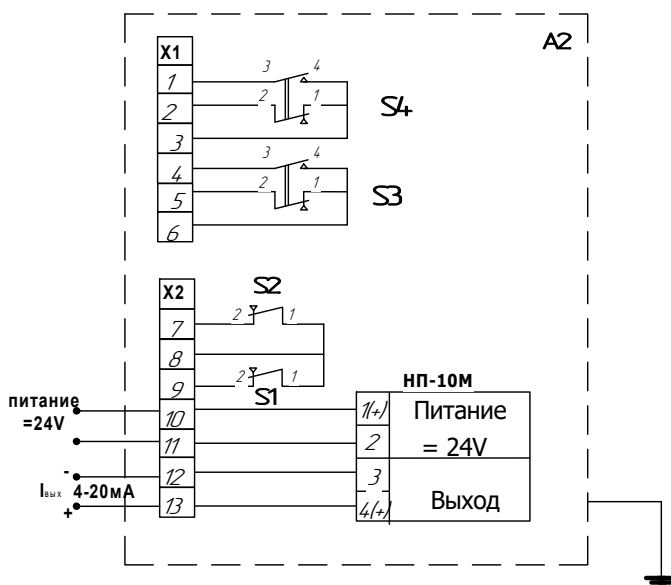 A2
X1
1
3 4
2
2 1
S4
3
4
3 4
5
2 1
S3
6
X2
S2
7
2 1
8
9
2 1
S1
НП-10М
питание
=24V
10
1(+)
Питание
11
2
= 24V
-
12
3
Iвых 4-20мА
Выход
+
13
4(+)